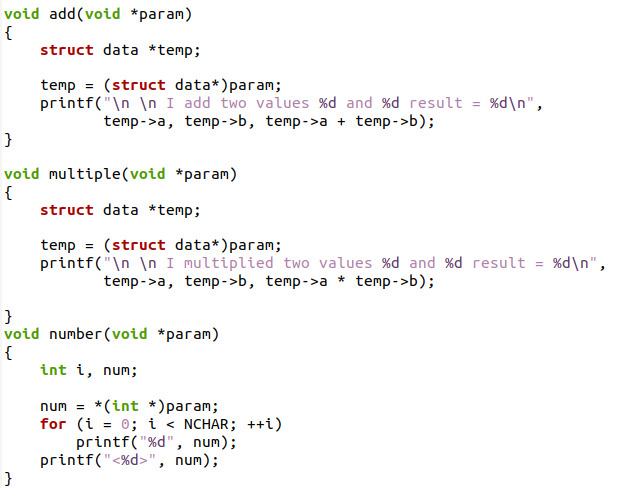 void add(void *param)
{
    struct data *temp;

    temp = (struct data*)param;
    printf("\n \n I add two values %d and %d result = %d\n",
           temp->a, temp->b, temp->a + temp->b);
}

void multiple(void *param)
{
    struct data *temp;

    temp = (struct data*)param;
    printf("\n \n I multiplied two values %d and %d result = %d\n",
           temp->a, temp->b, temp->a * temp->b);

}
void number(void *param)
{
    int i, num;

    num = *(int *)param;
    for (i = 0; i < NCHAR; ++i)
        printf("%d", num);
    printf("<%d>", num);
}